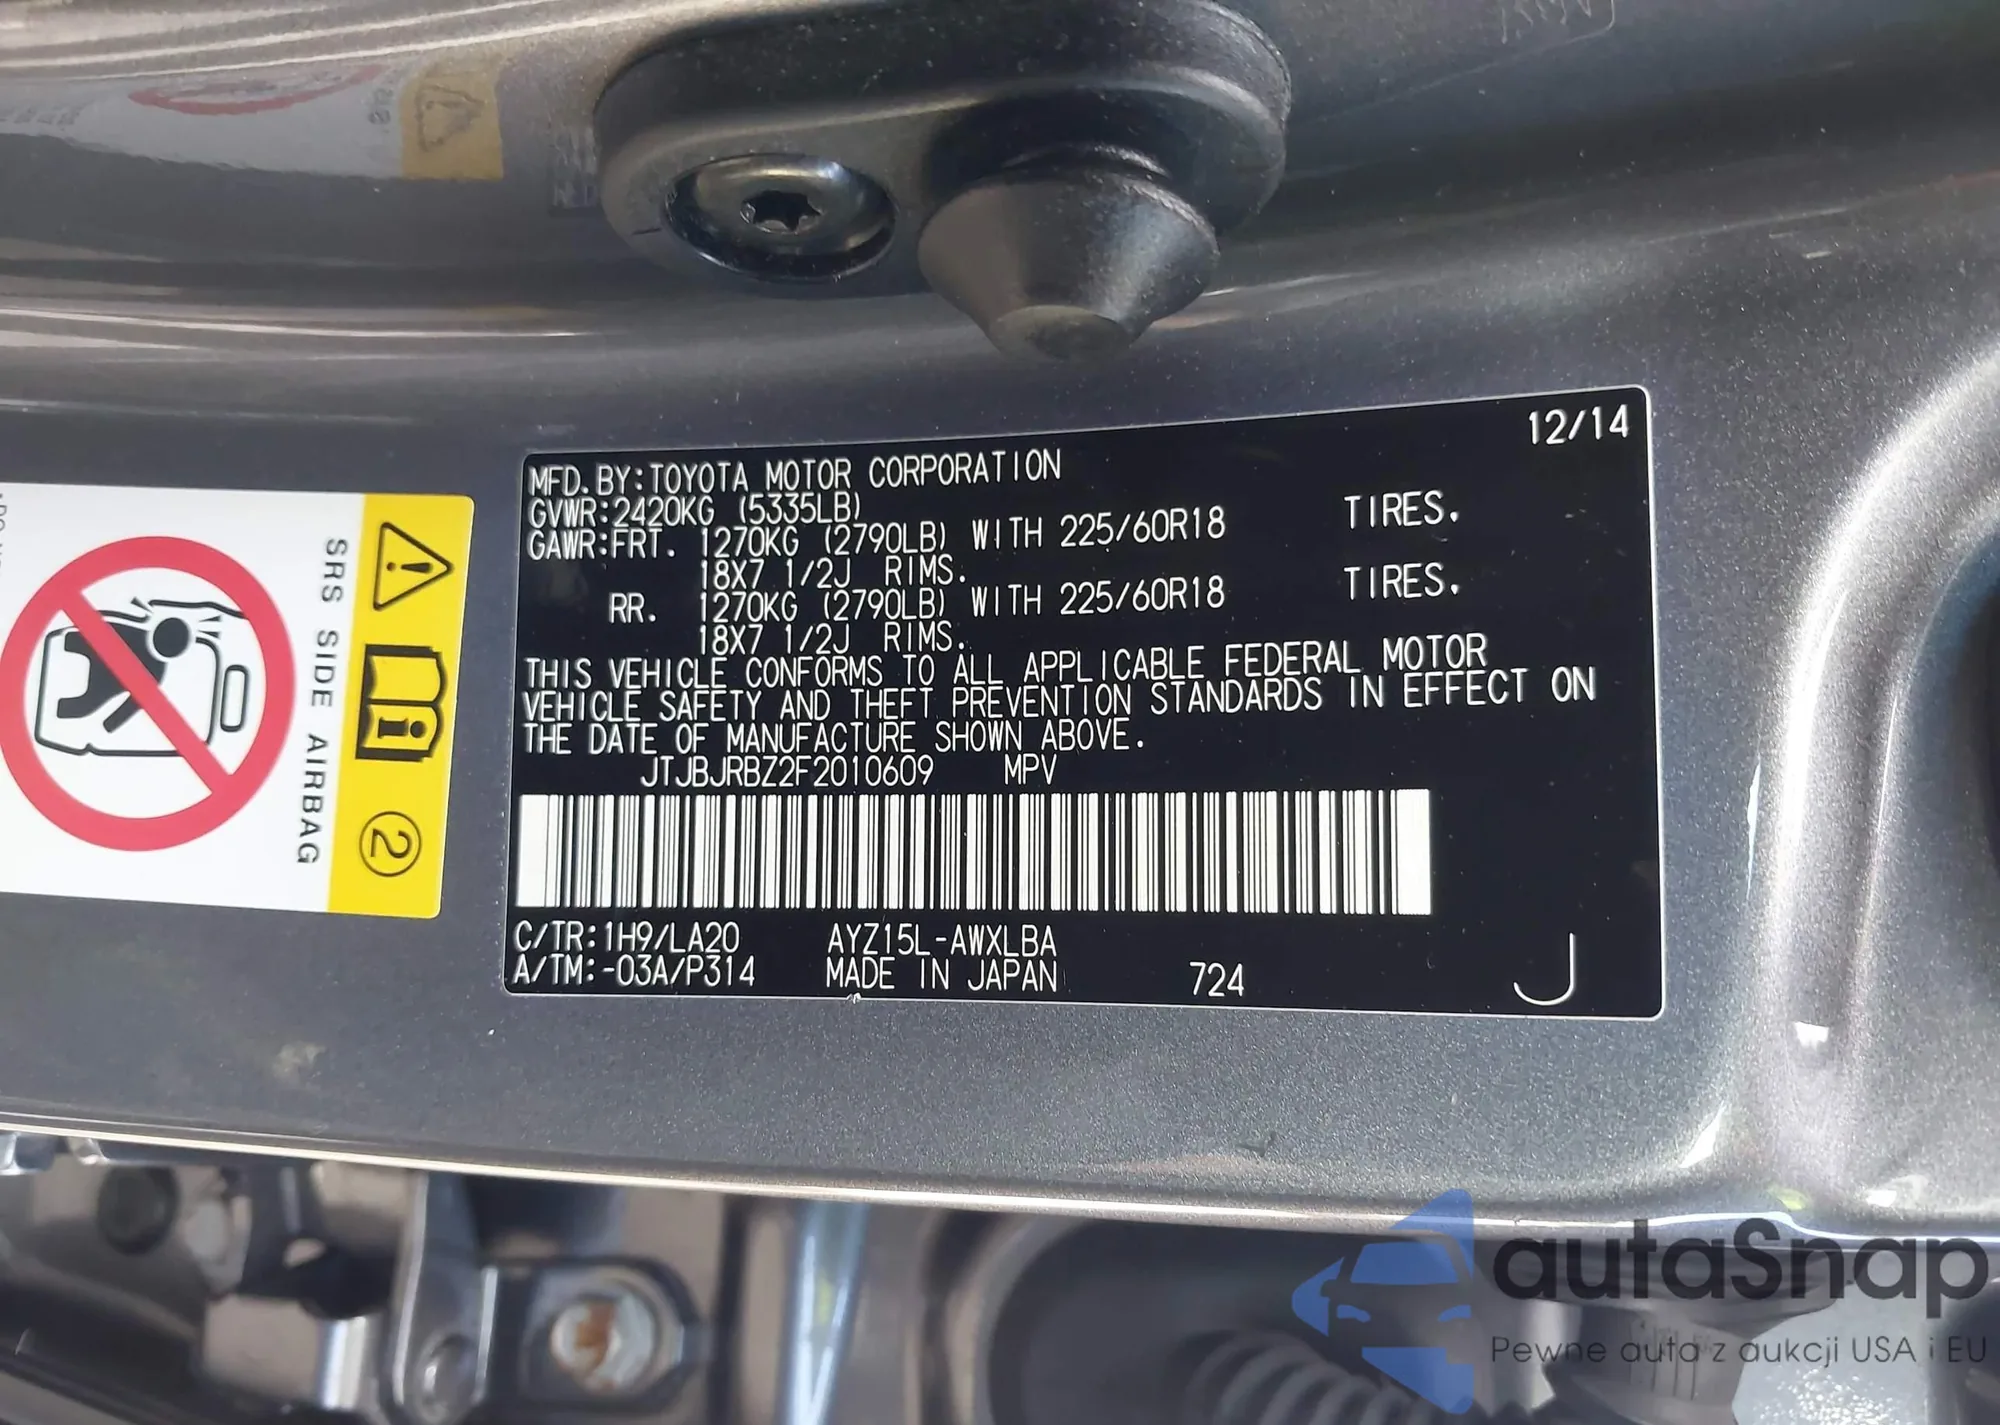 12/14
MFD.BY:TOYOTA MOTOR CORPORATION
GVWR:2420KG (5335LB)
GAWR:FRT. 1270KG (2790LB) WITH 225/60R18 TIRES.
18X7 1/2J RIMS.
RR. 1270KG (2790LB) WITH 225/60R18 TIRES.
18X7 1/2J RIMS.
THIS VEHICLE CONFORMS TO ALL APPLICABLE FEDERAL MOTOR
VEHICLE SAFETY AND THEFT PREVENTION STANDARDS IN EFFECT ON
THE DATE OF MANUFACTURE SHOWN ABOVE.
JTJBJRBZ2F2010609 MPV
C/TR:1H9/LA20 AYZ15L-AWXLBA
A/TM:-03A/P314 MADE IN JAPAN 724 J
SRS SIDE AIRBAG
2
autaSnap
Pewne auta z aukcji USA i EU